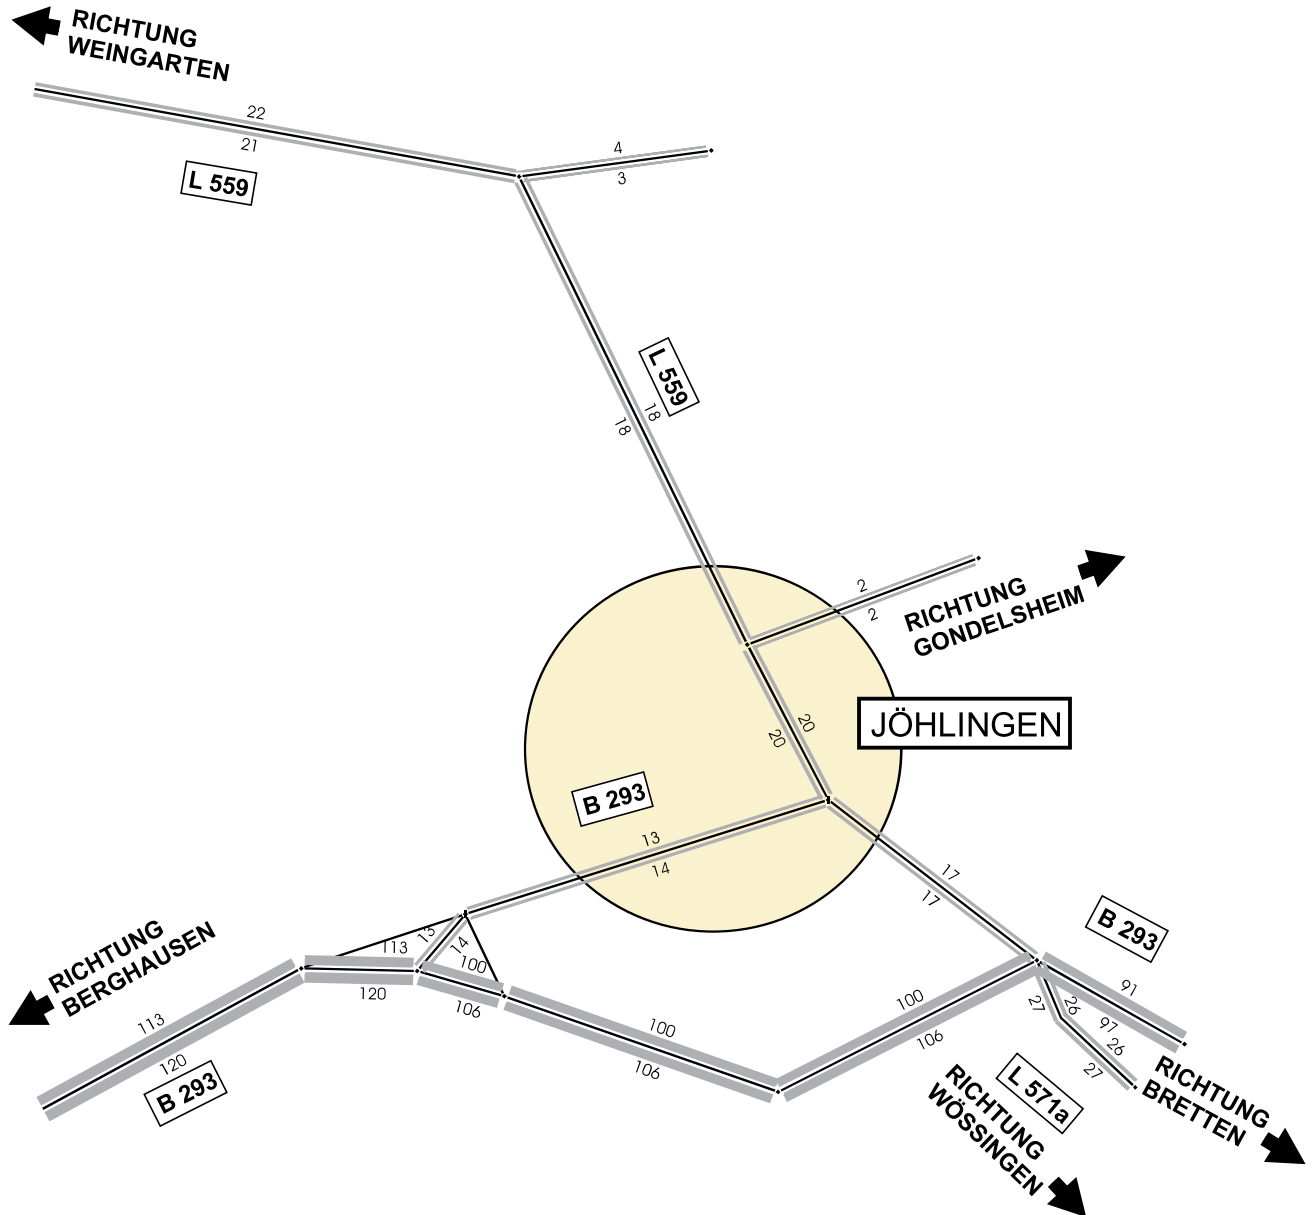 RICHTUNG
WEINGARTEN
22
21
L 559
4
3
L 559
18
18
2
2
RICHTUNG
GONDELSHEIM
JÖHLINGEN
20
20
B 293
13
14
17
17
B 293
RICHTUNG
BERGHAUSEN
113
13
14
100
120
106
113
120
B 293
100
106
100
106
91
97
27
26
26
27
L 571a
RICHTUNG
WÖSSINGEN
RICHTUNG
BRETTEN